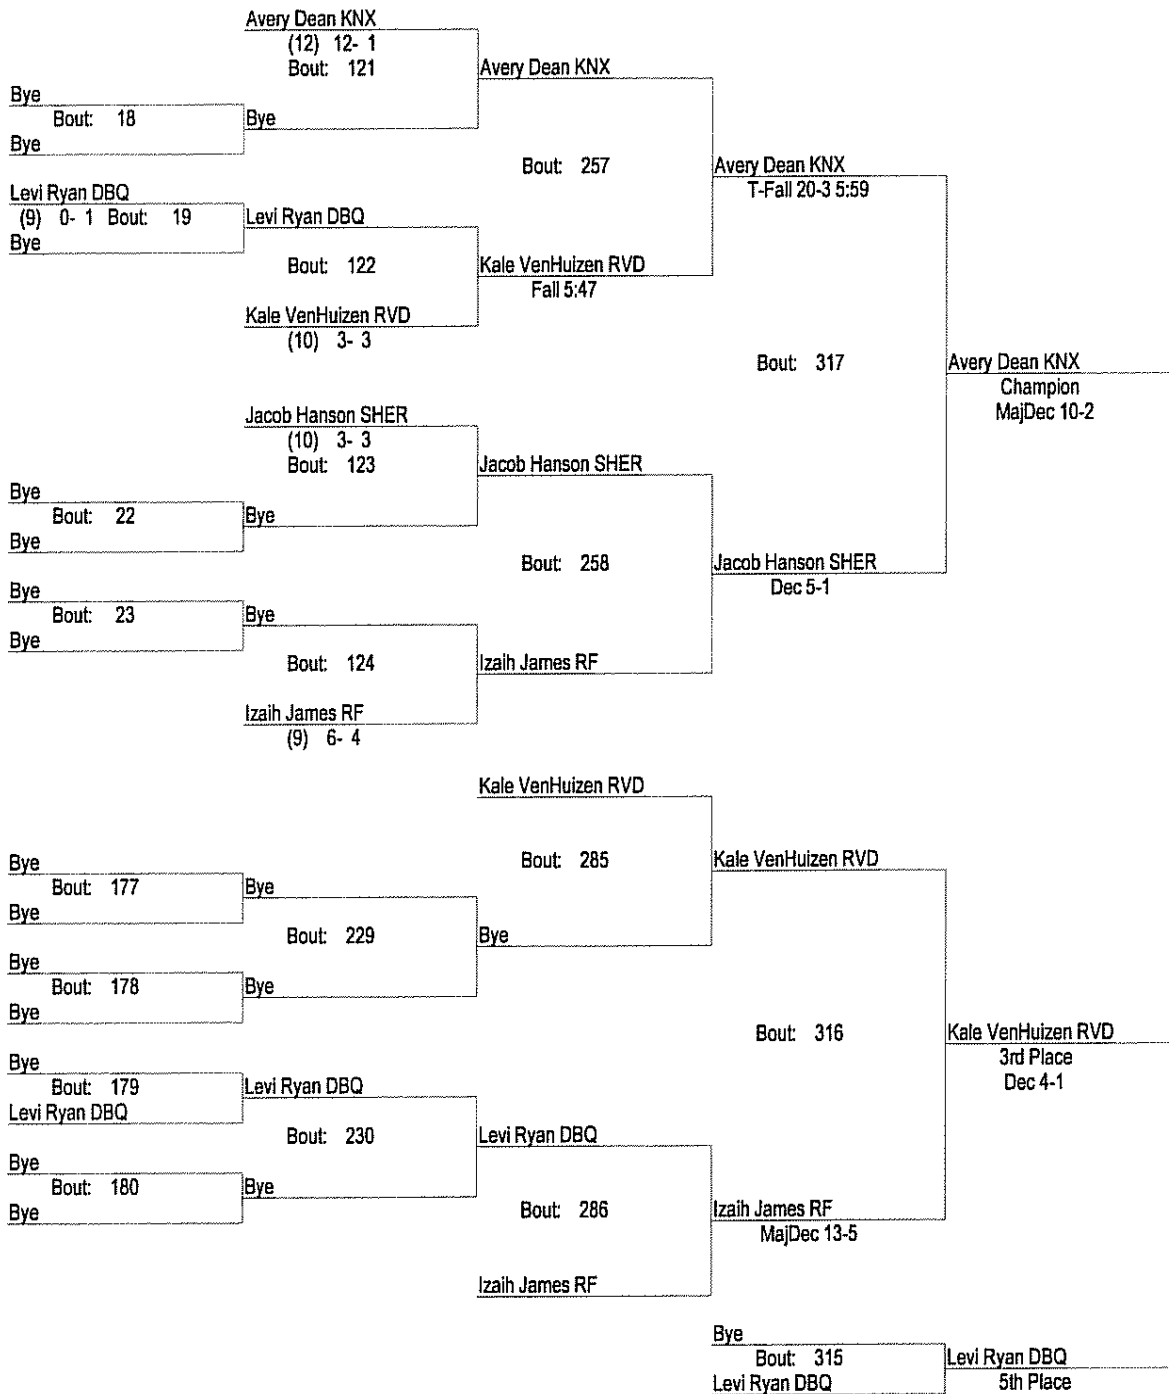 Avery Dean KNX
(12) 12- 1
Bout: 121
Avery Dean KNX
Bye
Bout: 18
Bye
Bye
Bout: 257
Avery Dean KNX
T-Fall 20-3 5:59
Levi Ryan DBQ
(9) 0- 1 Bout: 19
Levi Ryan DBQ
Bye
Bout: 122
Kale VenHuizen RVD
Fall 5:47
Kale VenHuizen RVD
(10) 3- 3
Bout: 317
Avery Dean KNX
Champion
MajDec 10-2
Jacob Hanson SHER
(10) 3- 3
Bout: 123
Jacob Hanson SHER
Bye
Bout: 22
Bye
Bye
Bout: 258
Jacob Hanson SHER
Dec 5-1
Bye
Bout: 23
Bye
Bye
Bout: 124
Izaih James RF
Izaih James RF
(9) 6- 4
Kale VenHuizen RVD
Bout: 285
Kale VenHuizen RVD
Bye
Bout: 177
Bye
Bye
Bout: 229
Bye
Bye
Bout: 178
Bye
Bye
Bout: 316
Kale VenHuizen RVD
3rd Place
Dec 4-1
Bye
Bout: 179
Levi Ryan DBQ
Levi Ryan DBQ
Bout: 230
Levi Ryan DBQ
Bye
Bout: 180
Bye
Bye
Bout: 286
Izaih James RF
MajDec 13-5
Izaih James RF
Bye
Bout: 315
Levi Ryan DBQ
Levi Ryan DBQ
5th Place